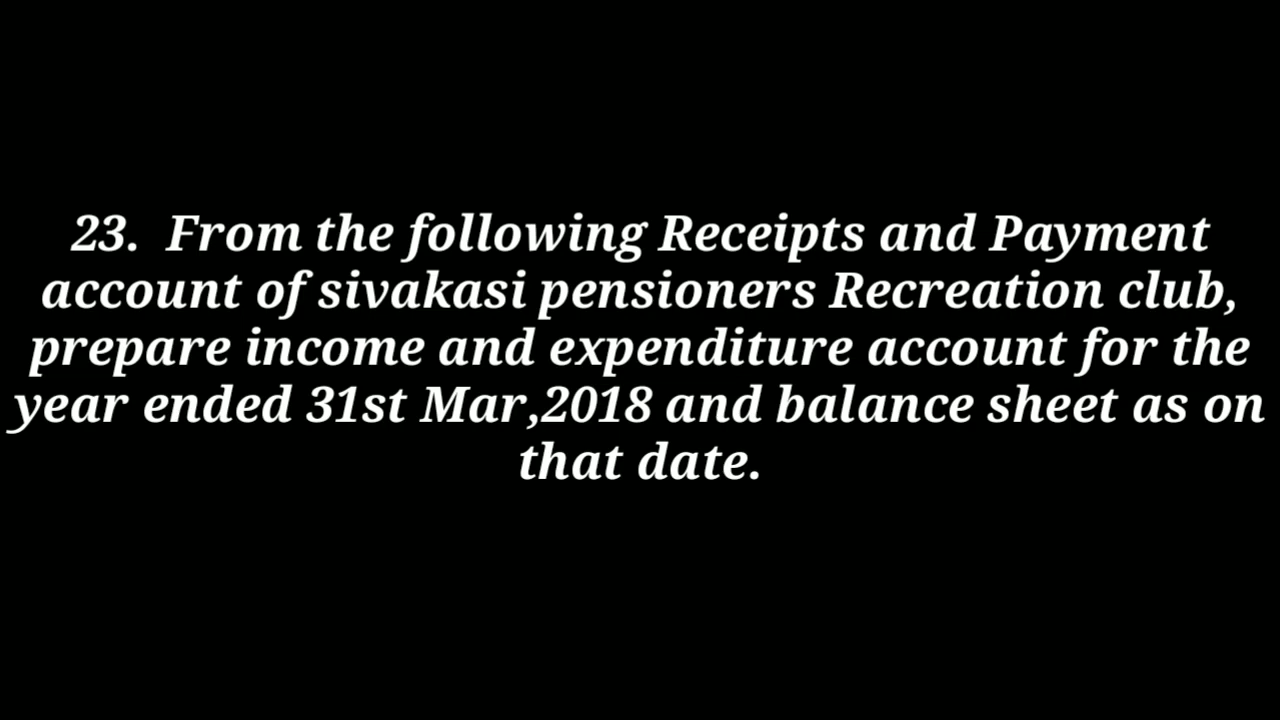 23. From the following Receipts and Payment
account of sivakasi pensioners Recreation club,
prepare income and expenditure account for the
year ended 31st Mar,2018 and balance sheet as on
that date.